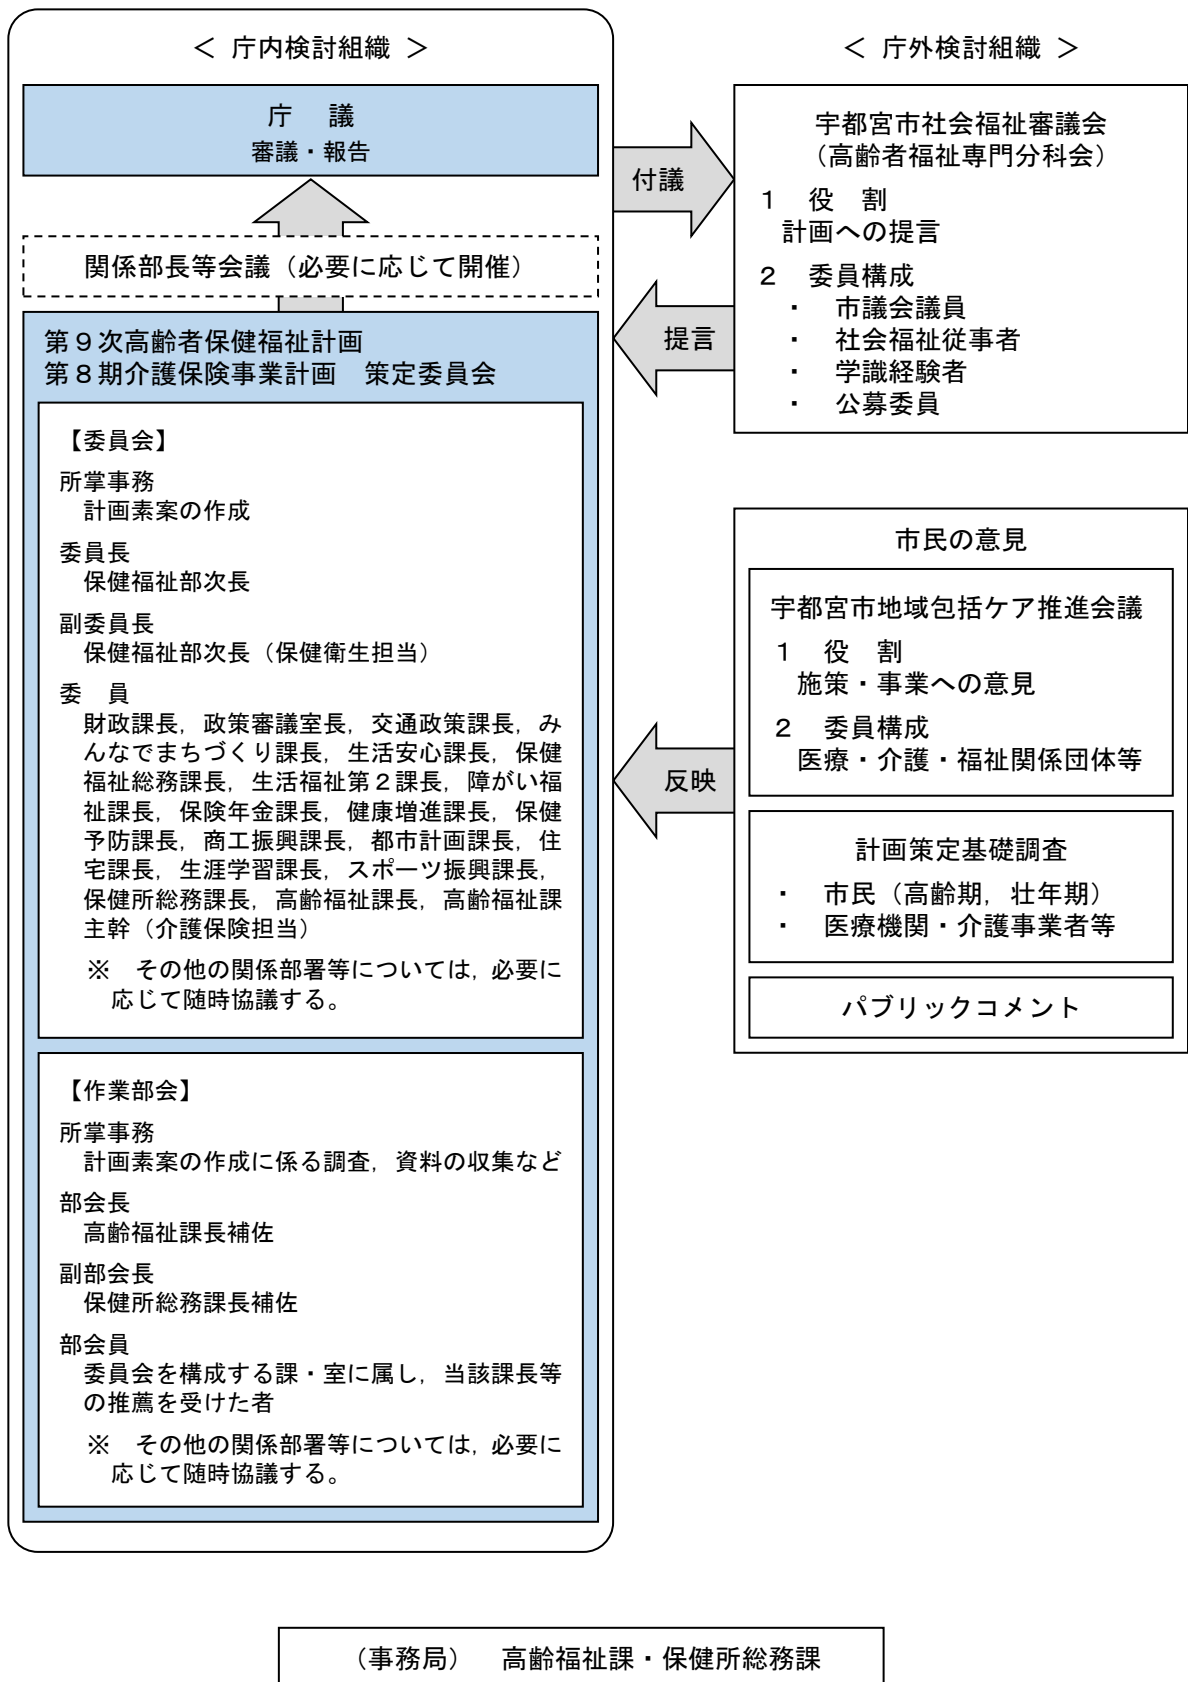 ＜ 庁内検討組織 ＞
庁　議
審議・報告
関係部長等会議（必要に応じて開催）
第９次高齢者保健福祉計画
第８期介護保険事業計画　策定委員会
【委員会】
所掌事務
計画素案の作成
委員長
保健福祉部次長
副委員長
保健福祉部次長（保健衛生担当）
委　員
財政課長，政策審議室長，交通政策課長，み
んなでまちづくり課長，生活安心課長，保健
福祉総務課長，生活福祉第２課長，障がい福
祉課長，保険年金課長，健康増進課長，保健
予防課長，商工振興課長，都市計画課長，住
宅課長，生涯学習課長，スポーツ振興課長，
保健所総務課長，高齢福祉課長，高齢福祉課
主幹（介護保険担当）
※　その他の関係部署等については，必要に
応じて随時協議する。
【作業部会】
所掌事務
計画素案の作成に係る調査，資料の収集など
部会長
高齢福祉課長補佐
副部会長
保健所総務課長補佐
部会員
委員会を構成する課・室に属し，当該課長等
の推薦を受けた者
※　その他の関係部署等については，必要に
応じて随時協議する。
付議
提言
反映
＜ 庁外検討組織 ＞
宇都宮市社会福祉審議会
（高齢者福祉専門分科会）
１　役　割
計画への提言
２　委員構成
・　市議会議員
・　社会福祉従事者
・　学識経験者
・　公募委員
市民の意見
宇都宮市地域包括ケア推進会議
１　役　割
施策・事業への意見
２　委員構成
医療・介護・福祉関係団体等
計画策定基礎調査
・　市民（高齢期，壮年期）
・　医療機関・介護事業者等
パブリックコメント
（事務局）　高齢福祉課・保健所総務課